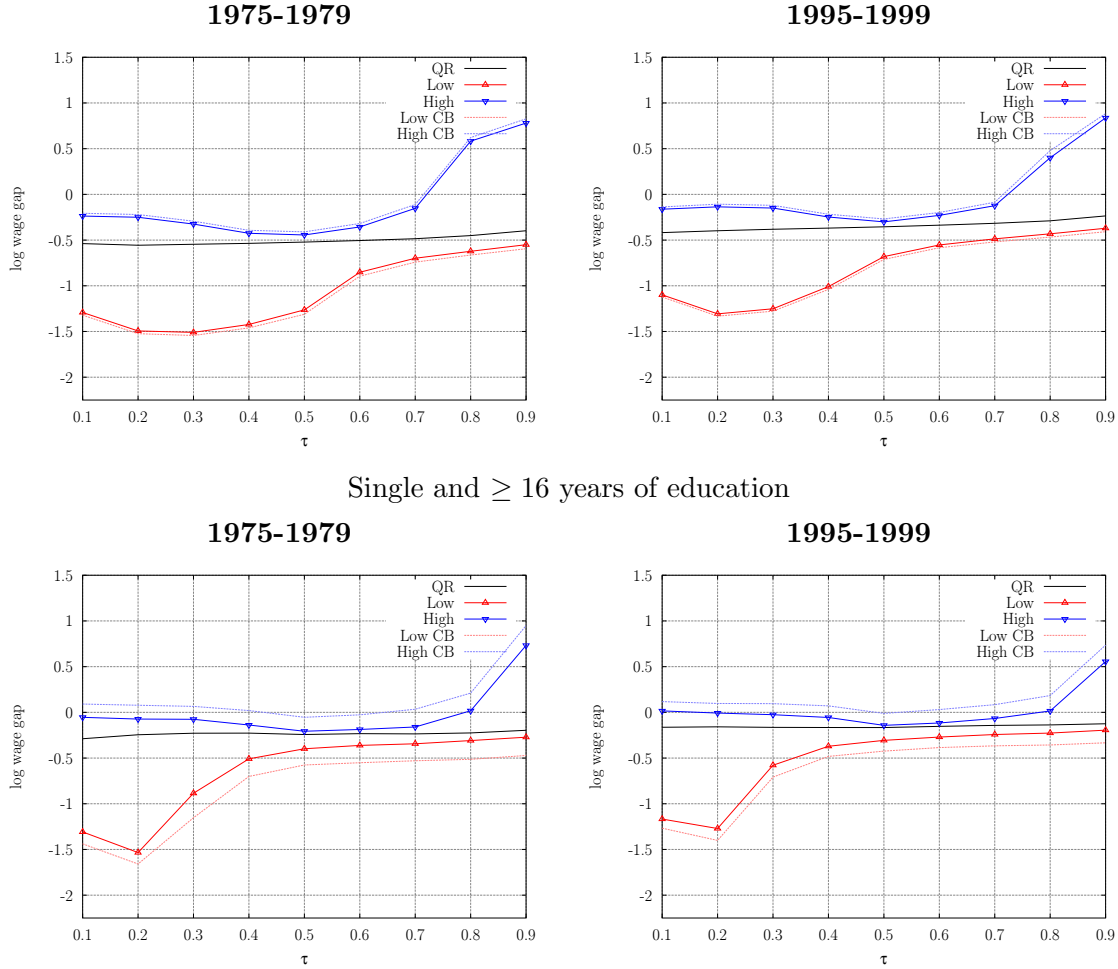 1975-1979
1.5
1
0.5
0
-0.5
-1
-1.5
-2
log wage gap
QR
Low
High
Low CB
High CB
0.1 0.2 0.3 0.4 0.5 0.6 0.7 0.8 0.9
τ
1995-1999
1.5
1
0.5
0
-0.5
-1
-1.5
-2
log wage gap
QR
Low
High
Low CB
High CB
0.1 0.2 0.3 0.4 0.5 0.6 0.7 0.8 0.9
τ
Single and ≥ 16 years of education
1975-1979
1.5
1
0.5
0
-0.5
-1
-1.5
-2
log wage gap
QR
Low
High
Low CB
High CB
0.1 0.2 0.3 0.4 0.5 0.6 0.7 0.8 0.9
τ
1995-1999
1.5
1
0.5
0
-0.5
-1
-1.5
-2
log wage gap
QR
Low
High
Low CB
High CB
0.1 0.2 0.3 0.4 0.5 0.6 0.7 0.8 0.9
τ